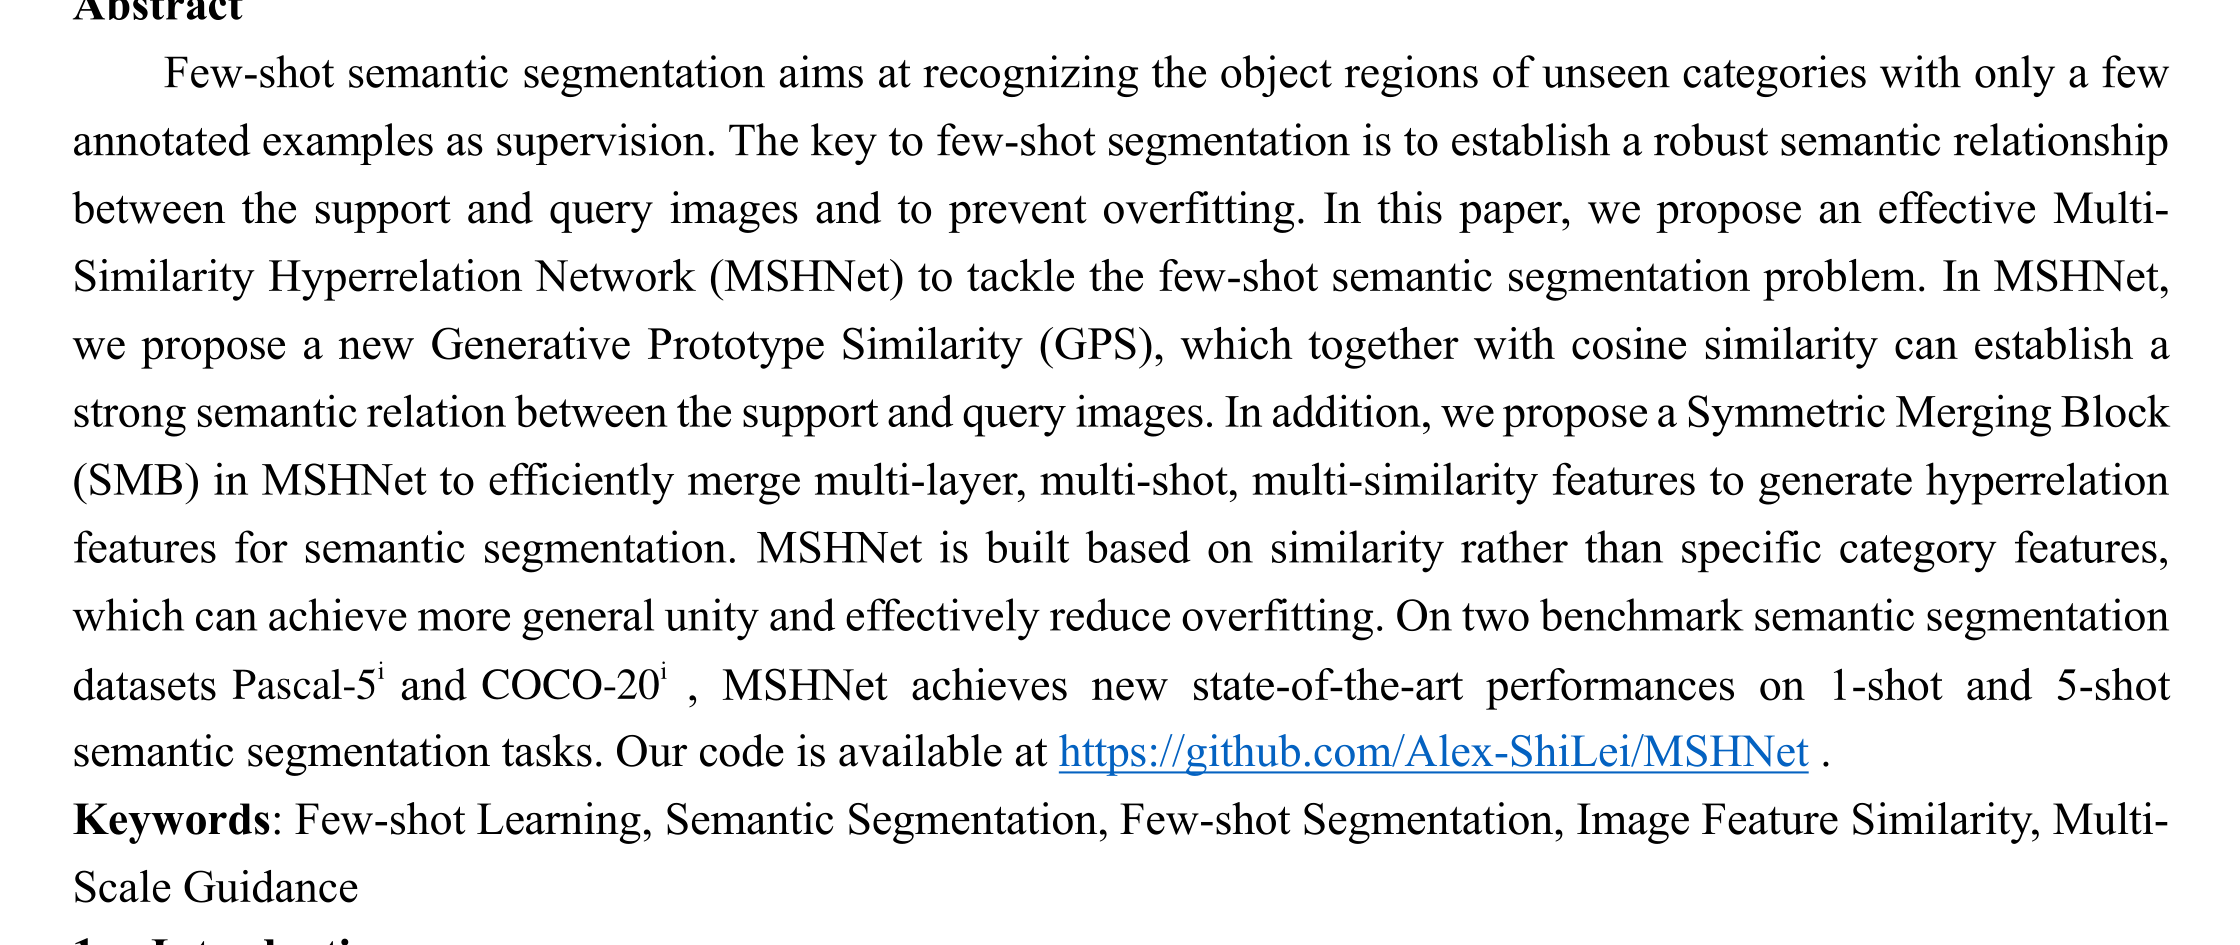 Abstract
Few-shot semantic segmentation aims at recognizing the object regions of unseen categories with only a few
annotated examples as supervision. The key to few-shot segmentation is to establish a robust semantic relationship
between the support and query images and to prevent overfitting. In this paper, we propose an effective Multi-
Similarity Hyperrelation Network (MSHNet) to tackle the few-shot semantic segmentation problem. In MSHNet,
we propose a new Generative Prototype Similarity (GPS), which together with cosine similarity can establish a
strong semantic relation between the support and query images. In addition, we propose a Symmetric Merging Block
(SMB) in MSHNet to efficiently merge multi-layer, multi-shot, multi-similarity features to generate hyperrelation
features for semantic segmentation. MSHNet is built based on similarity rather than specific category features,
which can achieve more general unity and effectively reduce overfitting. On two benchmark semantic segmentation
datasets Pascal-5ⁱ and COCO-20ⁱ , MSHNet achieves new state-of-the-art performances on 1-shot and 5-shot
semantic segmentation tasks. Our code is available at https://github.com/Alex-ShiLei/MSHNet .
Keywords: Few-shot Learning, Semantic Segmentation, Few-shot Segmentation, Image Feature Similarity, Multi-
Scale Guidance